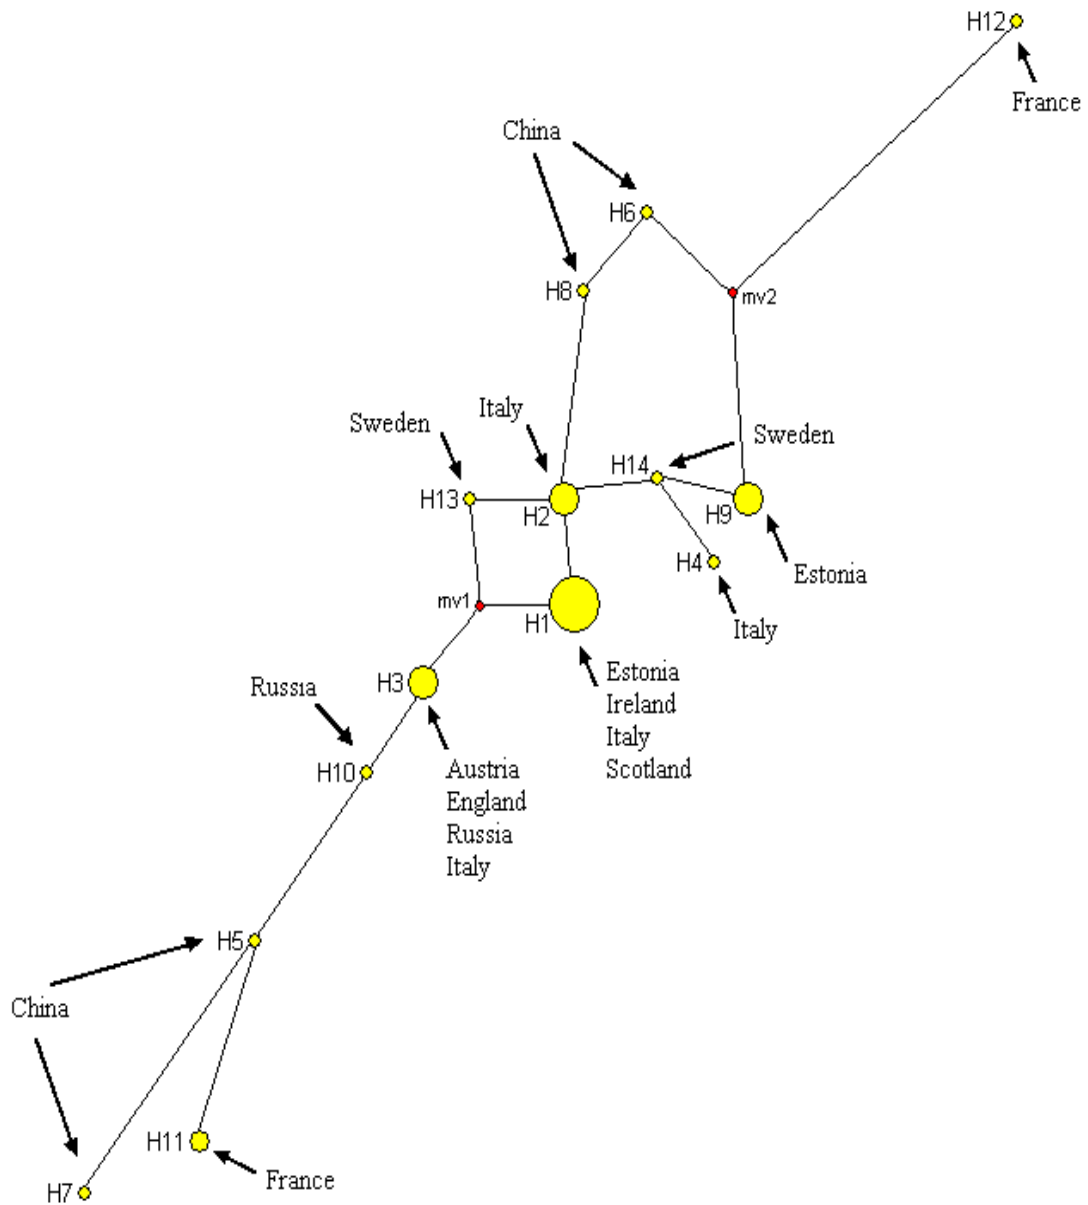 H12
France
China
H6
H8
mv2
Italy
Sweden
Sweden
H14
H13
H2
H9
H4
Estonia
mv1
H1
Italy
Estonia
Ireland
Italy
Scotland
H3
Russia
H10
Austria
England
Russia
Italy
H5
China
H11
France
H7